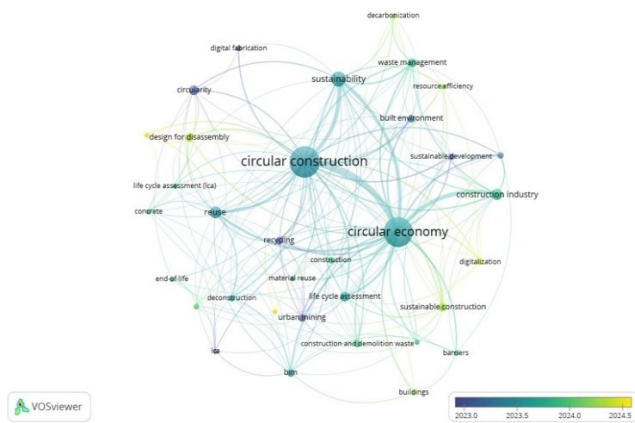 decarbonization
digital fabrication
waste management
sustainability
resource efficiency
circularity
built environment
design for disassembly
circular construction
sustainable development
life cycle assessment (lca)
construction industry
concrete
reuse
circular economy
recycling
construction
digitalization
end of life
material reuse
deconstruction
life cycle assessment
sustainable construction
urban mining
construction and demolition waste
lca
barriers
bim
buildings
VOSviewer
2023.0 2023.5 2024.0 2024.5